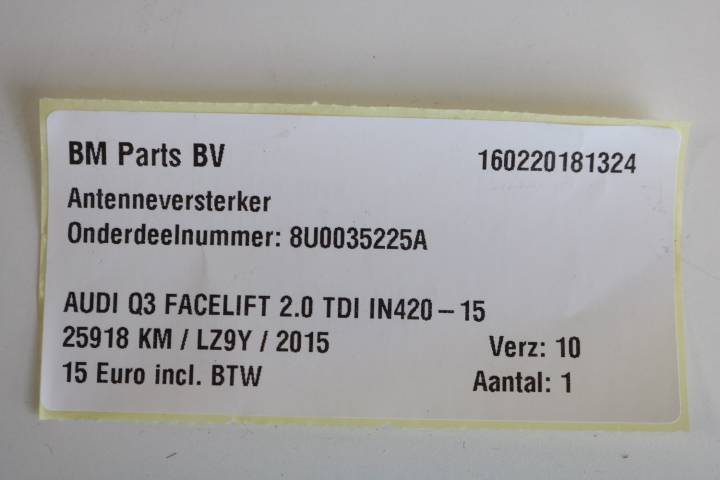 BM Parts BV 160220181324
Antenneversterker
Onderdeelnummer: 8U0035225A
AUDI Q3 FACELIFT 2.0 TDI IN420 – 15
25918 KM / LZ9Y / 2015 Verz: 10
15 Euro incl. BTW Aantal: 1